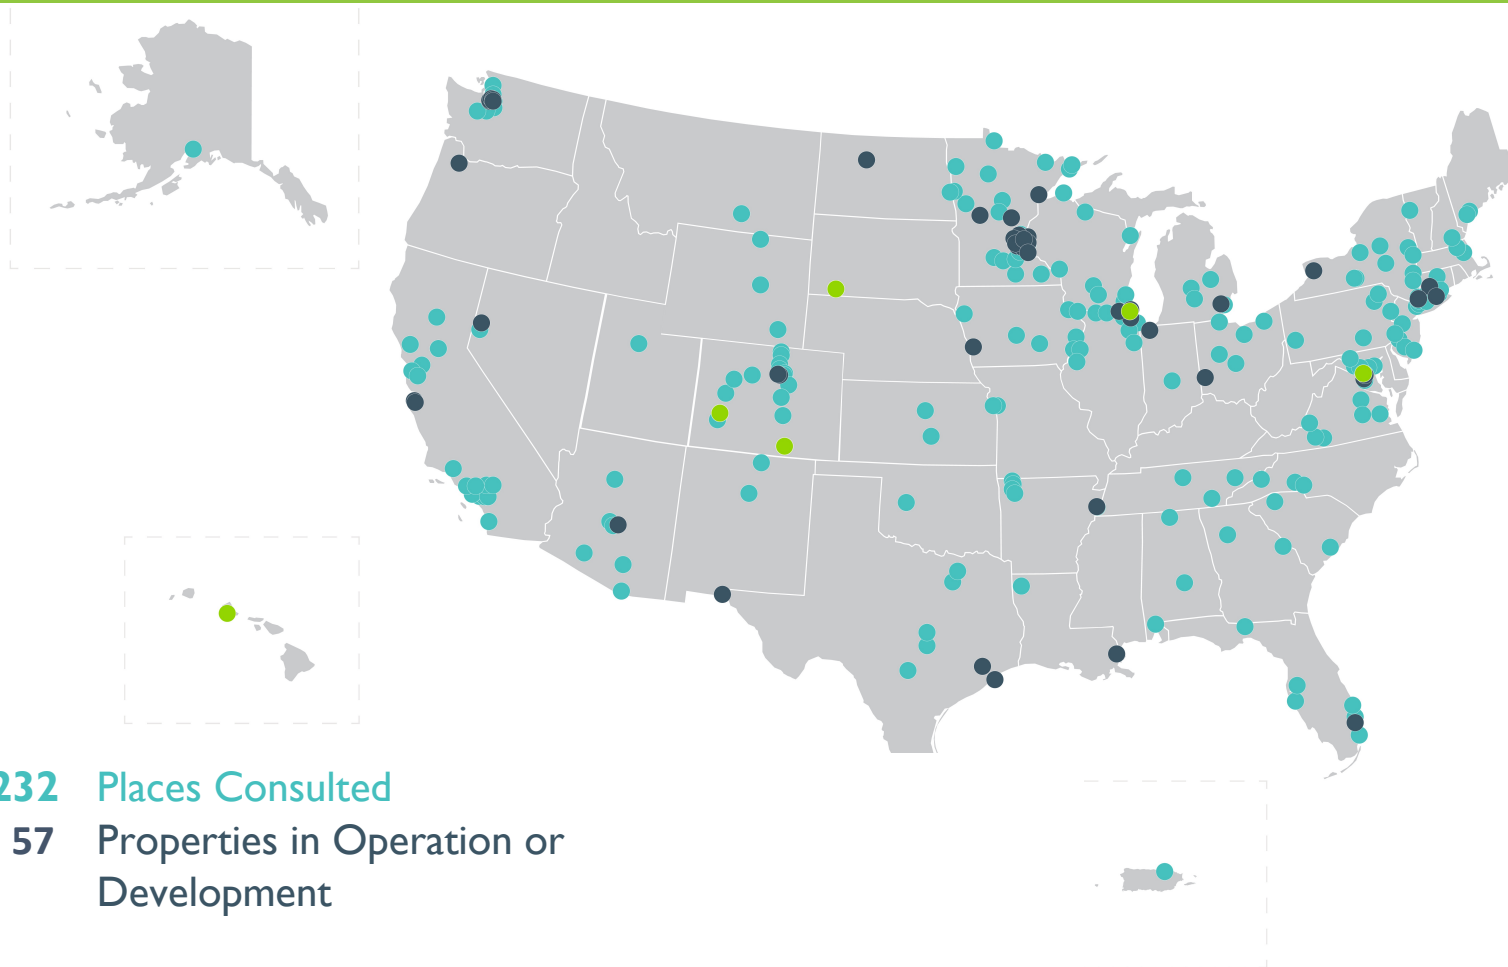 232 Places Consulted
57 Properties in Operation or
Development